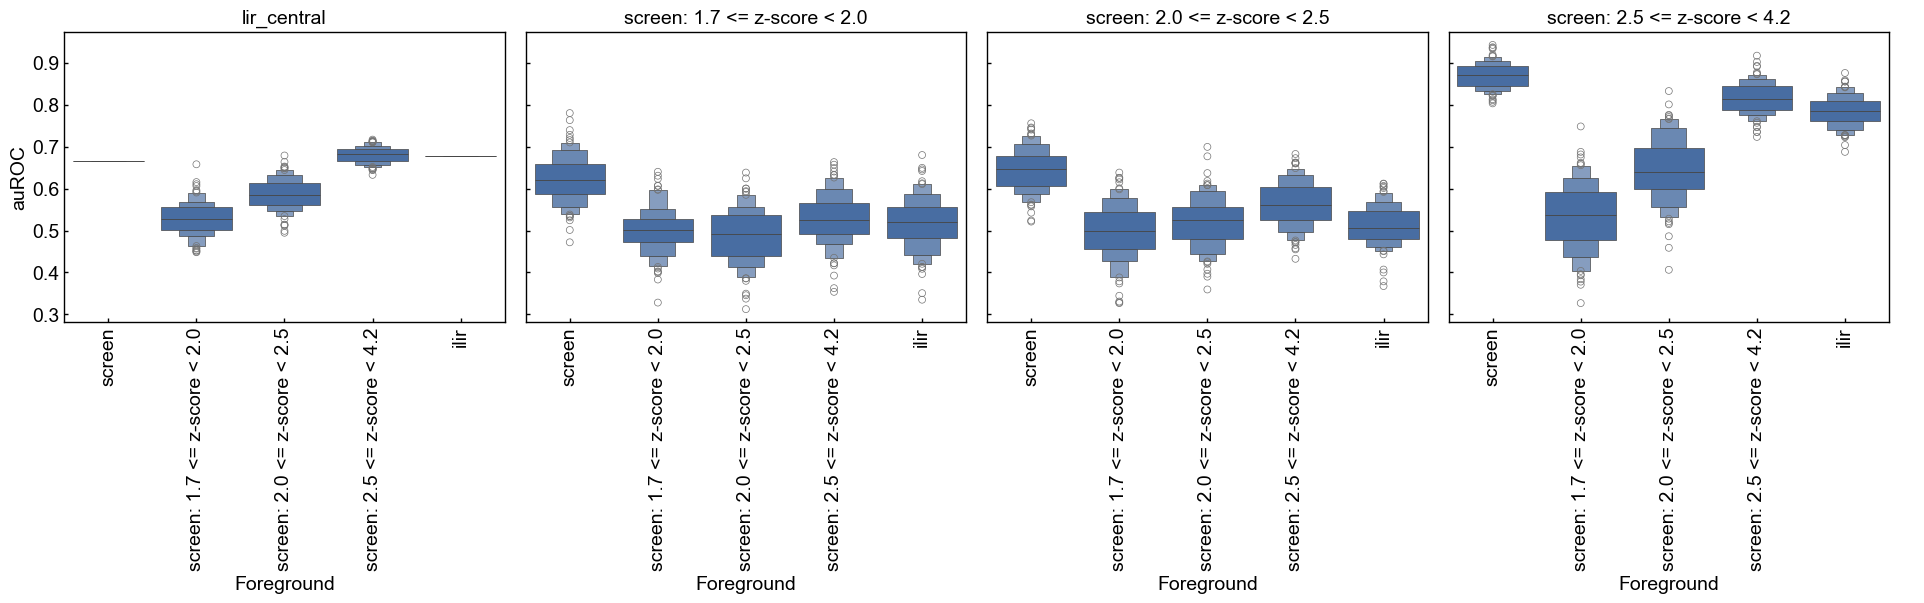 lir_central
screen: 1.7 <= z-score < 2.0
screen: 2.0 <= z-score < 2.5
screen: 2.5 <= z-score < 4.2
auROC
0.9
0.8
0.7
0.6
0.5
0.4
0.3
screen
screen: 1.7 <= z-score < 2.0
screen: 2.0 <= z-score < 2.5
screen: 2.5 <= z-score < 4.2
ilir
screen
screen: 1.7 <= z-score < 2.0
screen: 2.0 <= z-score < 2.5
screen: 2.5 <= z-score < 4.2
ilir
screen
screen: 1.7 <= z-score < 2.0
screen: 2.0 <= z-score < 2.5
screen: 2.5 <= z-score < 4.2
ilir
screen
screen: 1.7 <= z-score < 2.0
screen: 2.0 <= z-score < 2.5
screen: 2.5 <= z-score < 4.2
ilir
Foreground
Foreground
Foreground
Foreground